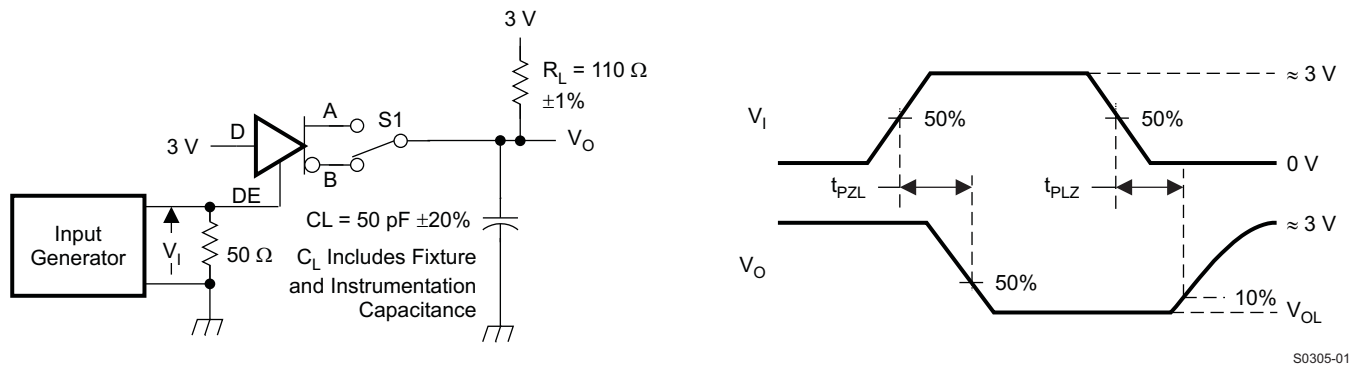 3 V
R_L = 110 Ω
±1%
A
S1
D
3 V
V_O
B
DE
CL = 50 pF ±20%
Input
Generator
V_I
50 Ω
C_L Includes Fixture
and Instrumentation
Capacitance
≈ 3 V
V_I
50%
50%
0 V
t_PZL
t_PLZ
≈ 3 V
V_O
50%
10%
V_OL
S0305-01